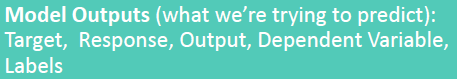 Model Outputs (what we're trying to predict):
Target,  Response, Output, Dependent Variable,
Labels